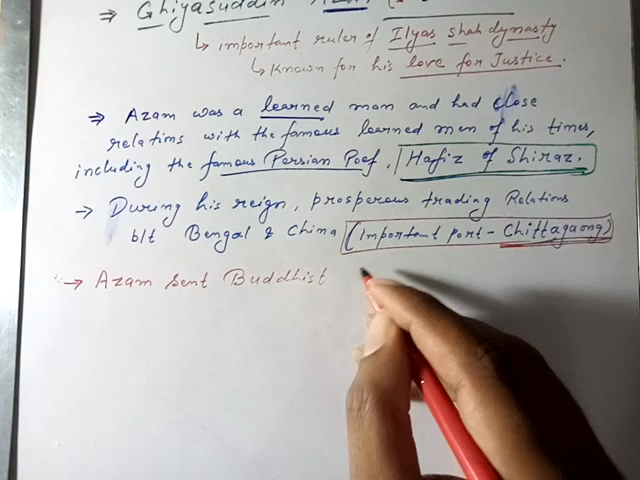 ⇒ Ghiyasuddin Azam (
↳ important ruler of Ilyas shah dynasty
↳ Known for his love for Justice.
⇒ Azam was a learned man and had close
relations with the famous learned men of his times,
including the famous Persian Poet, Hafiz of Shiraz.
→ During his reign, prosperous trading Relations
b/t Bengal & China (Important port - Chittagaong)
→ Azam sent Buddhist